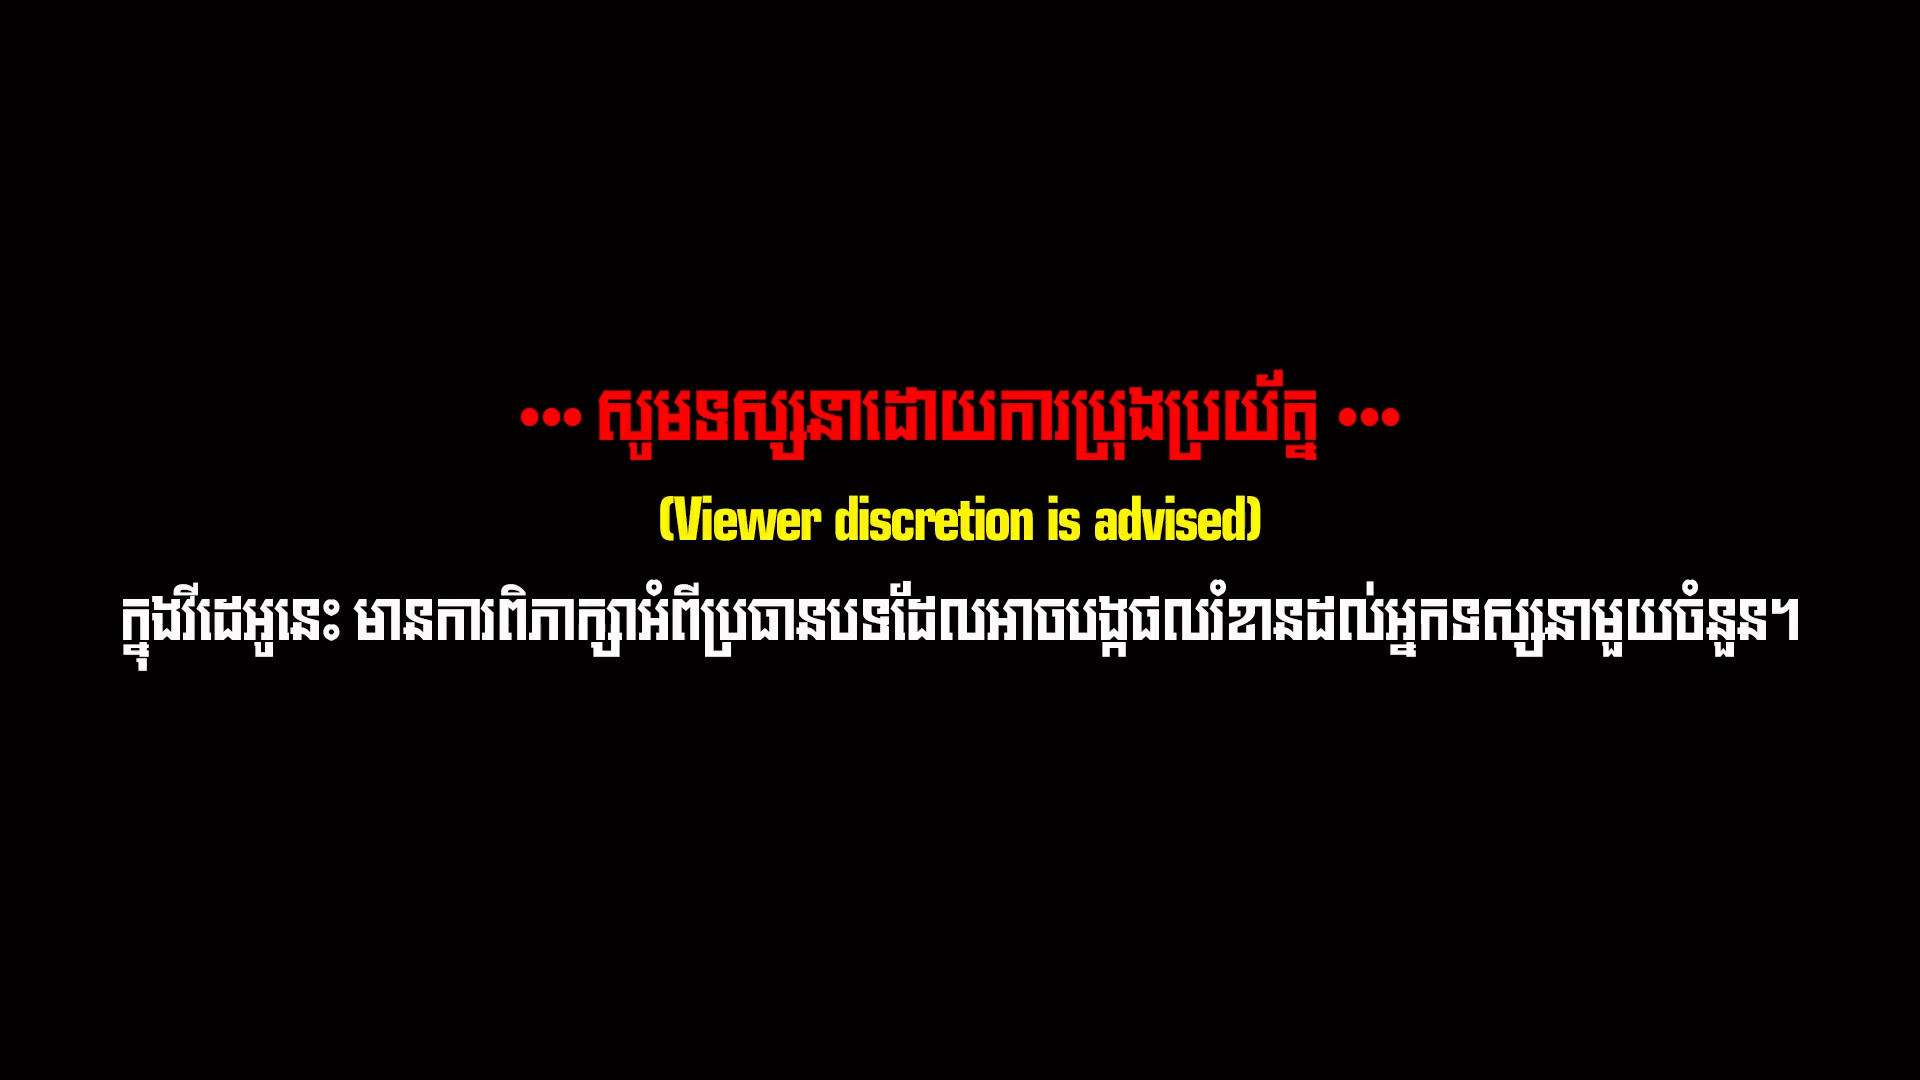 ••• សូមទស្សនាដោយការប្រុងប្រយ័ត្ន •••
(Viewer discretion is advised)
ក្នុងវីដេអូនេះ មានការពិភាក្សាអំពីប្រធានបទដែលអាចបង្កផលរំខានដល់អ្នកទស្សនាមួយចំនួន។